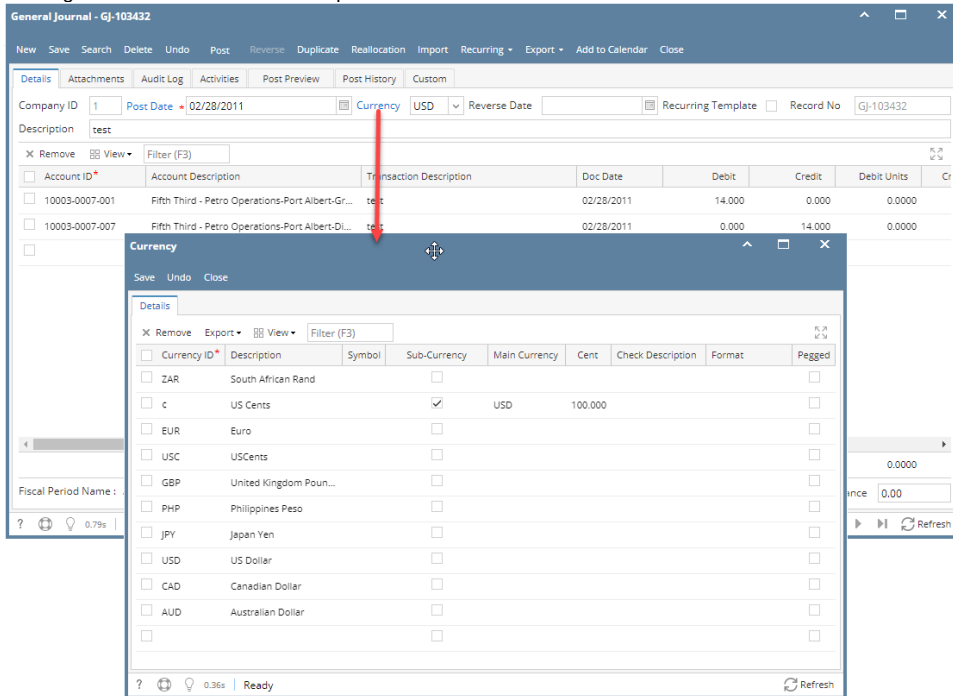 General Journal - GJ-103432
New Save Search Delete Undo Post Reverse Duplicate Reallocation Import Recurring Export Add to Calendar Close
Details Attachments Audit Log Activities Post Preview Post History Custom
Company ID 1 Post Date * 02/28/2011 Currency USD Reverse Date Recurring Template Record No GJ-103432
Description test
Remove View Filter (F3)
Account ID* Account Description Transaction Description Doc Date Debit Credit Debit Units Cr
10003-0007-001 Fifth Third - Petro Operations-Port Albert-Gr... test 02/28/2011 14.000 0.000 0.0000
10003-0007-007 Fifth Third - Petro Operations-Port Albert-Di... test 02/28/2011 0.000 14.000 0.0000
Currency
Save Undo Close
Details
Remove Export View Filter (F3)
Currency ID* Description Symbol Sub-Currency Main Currency Cent Check Description Format Pegged
ZAR South African Rand
¢ US Cents USD 100.000
EUR Euro
USC USCents
GBP United Kingdom Poun...
PHP Philippines Peso
JPY Japan Yen
USD US Dollar
CAD Canadian Dollar
AUD Australian Dollar
? 0.36s Ready Refresh
0.0000
Fiscal Period Name : ance 0.00
? 0.79s Refresh